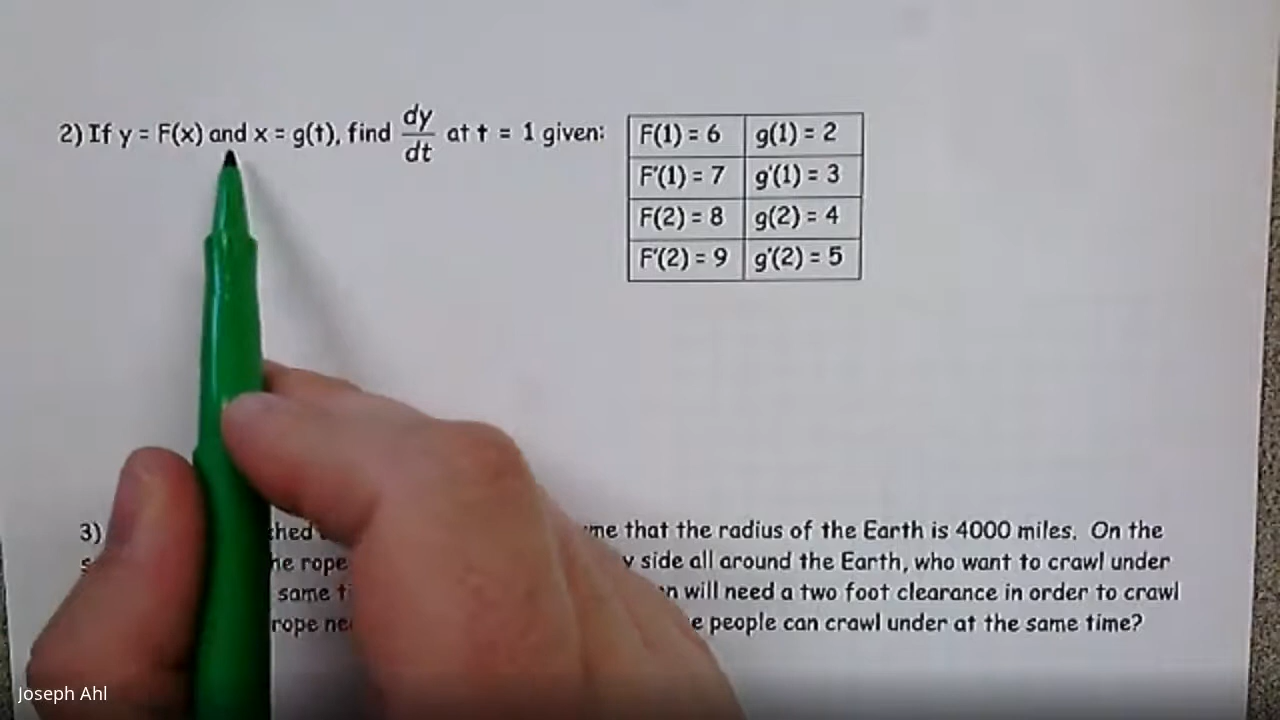 2) If y = F(x) and x = g(t), find dy/dt at t = 1 given:
F(1) = 6 g(1) = 2
F'(1) = 7 g'(1) = 3
F(2) = 8 g(2) = 4
F'(2) = 9 g'(2) = 5
3) that the radius of the Earth is 4000 miles. On the
rope side all around the Earth, who want to crawl under
same will need a two foot clearance in order to crawl
rope people can crawl under at the same time?
Joseph Ahl